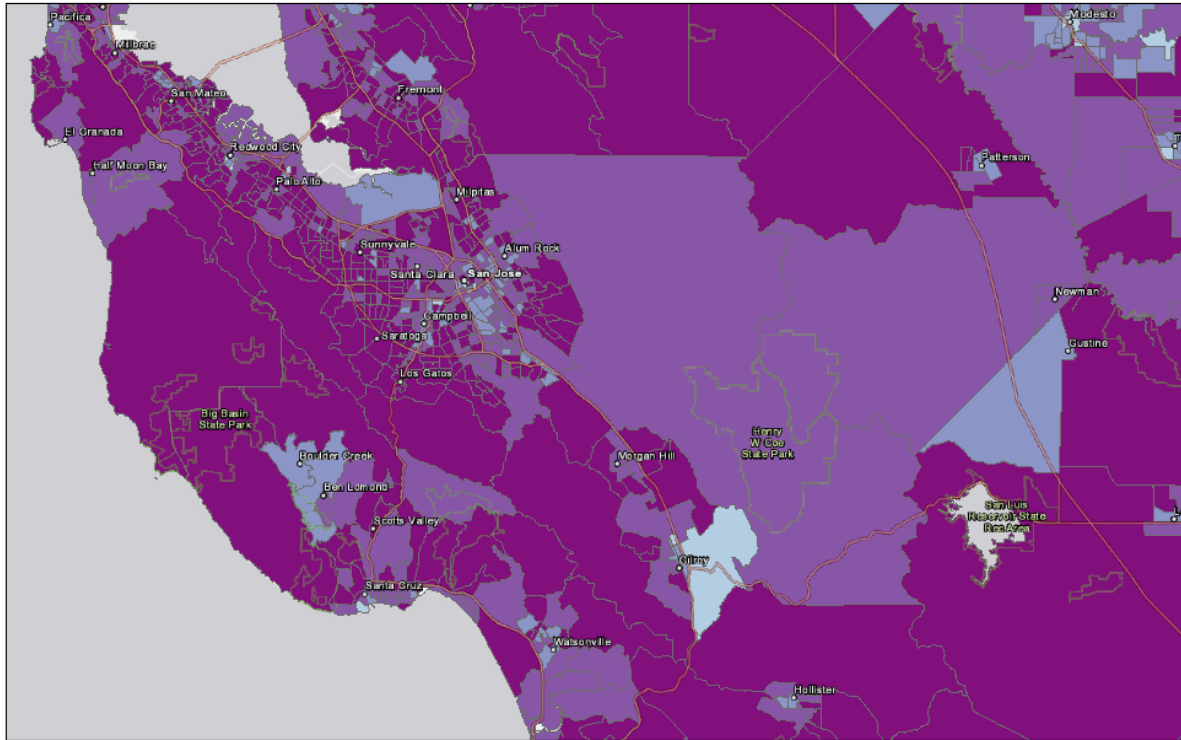 Pacifica
Modesto
Millbrae
San Mateo
Fremont
El Granada
Redwood City
Half Moon Bay
Palo Alto
Patterson
Milpitas
Sunnyvale
Alum Rock
Santa Clara
San Jose
Newman
Campbell
Saratoga
Gustine
Los Gatos
Big Basin
State Park
Henry
W Coe
State Park
Boulder Creek
Morgan Hill
Ben Lomond
San Luis
Reservoir State
Rec Area
Scotts Valley
Gilroy
Santa Cruz
Watsonville
Hollister